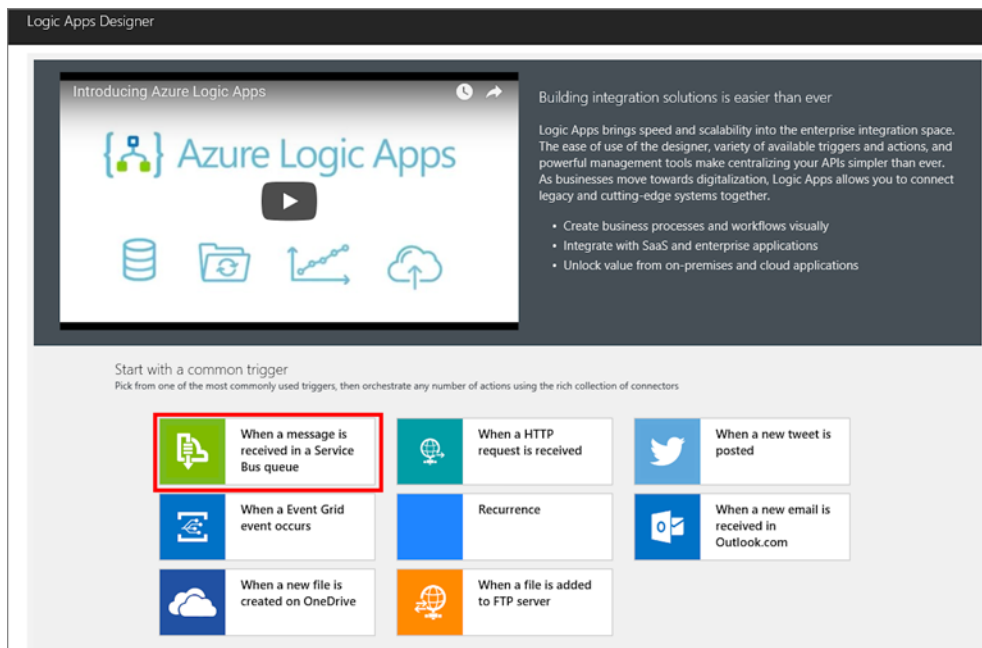 Logic Apps Designer
Introducing Azure Logic Apps
{ } Azure Logic Apps
Building integration solutions is easier than ever
Logic Apps brings speed and scalability into the enterprise integration space.
The ease of use of the designer, variety of available triggers and actions, and
powerful management tools make centralizing your APIs simpler than ever.
As businesses move towards digitalization, Logic Apps allows you to connect
legacy and cutting-edge systems together.
• Create business processes and workflows visually
• Integrate with SaaS and enterprise applications
• Unlock value from on-premises and cloud applications
Start with a common trigger
Pick from one of the most commonly used triggers, then orchestrate any number of actions using the rich collection of connectors
When a message is
received in a Service
Bus queue
When a HTTP
request is received
When a new tweet is
posted
When a Event Grid
event occurs
Recurrence
When a new email is
received in
Outlook.com
When a new file is
created on OneDrive
When a file is added
to FTP server